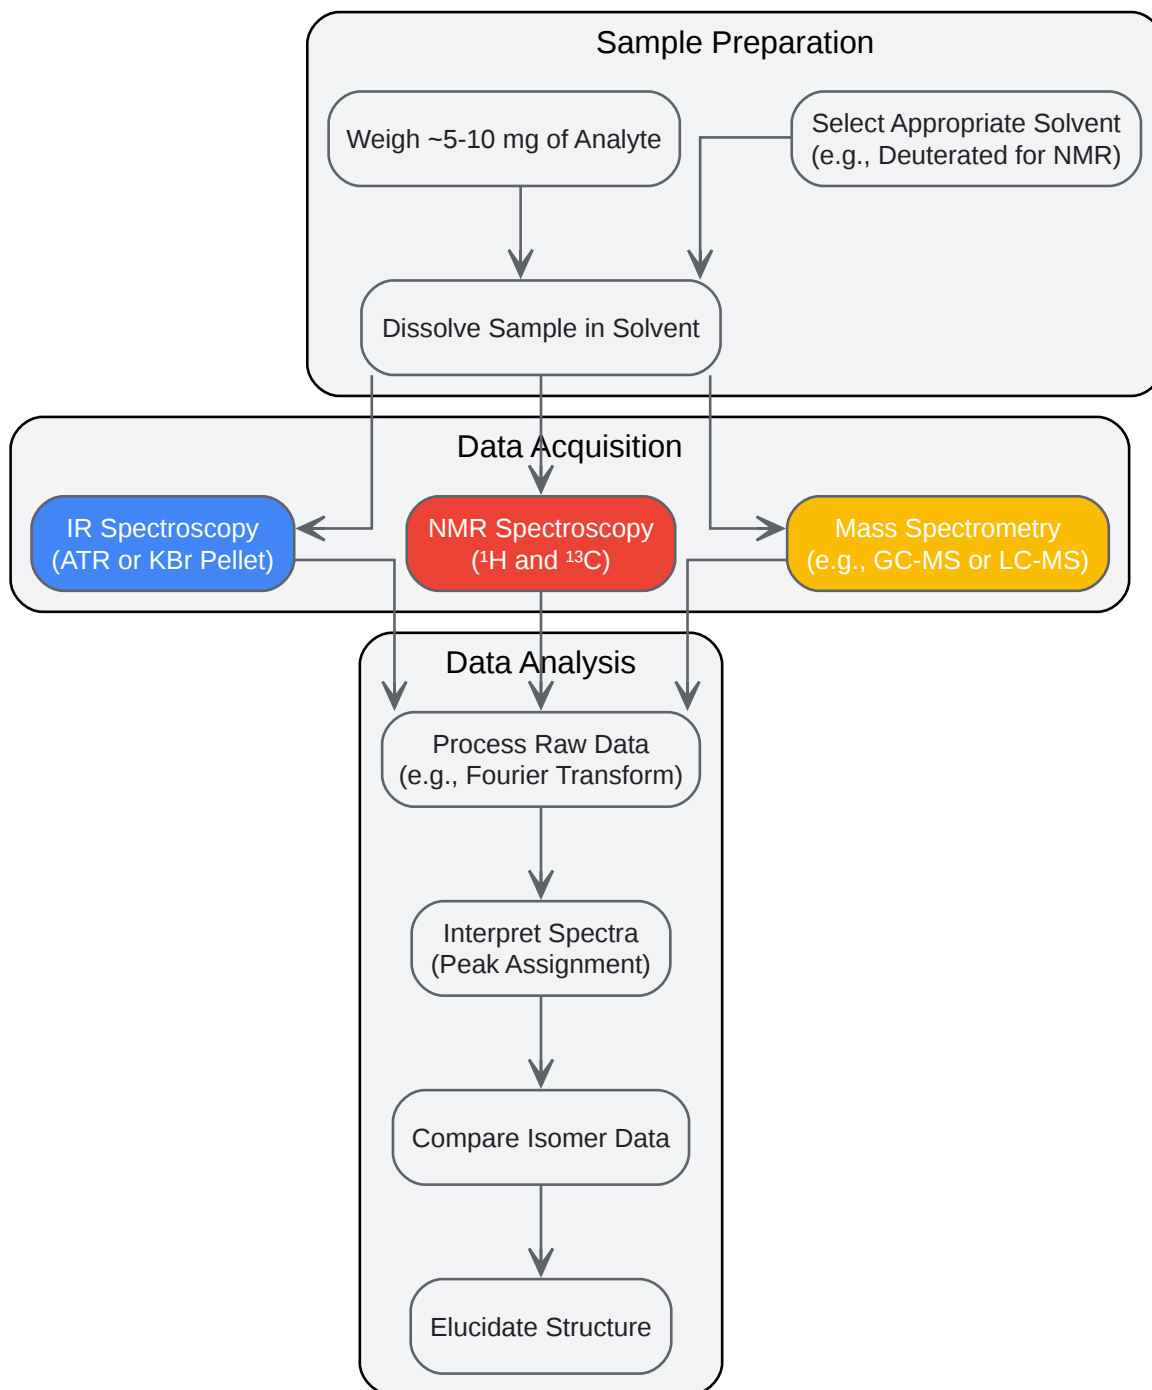 Sample Preparation
Weigh ~5-10 mg of Analyte
Select Appropriate Solvent
(e.g., Deuterated for NMR)
Dissolve Sample in Solvent
Data Acquisition
IR Spectroscopy
(ATR or KBr Pellet)
NMR Spectroscopy
(¹H and ¹³C)
Mass Spectrometry
(e.g., GC-MS or LC-MS)
Data Analysis
Process Raw Data
(e.g., Fourier Transform)
Interpret Spectra
(Peak Assignment)
Compare Isomer Data
Elucidate Structure